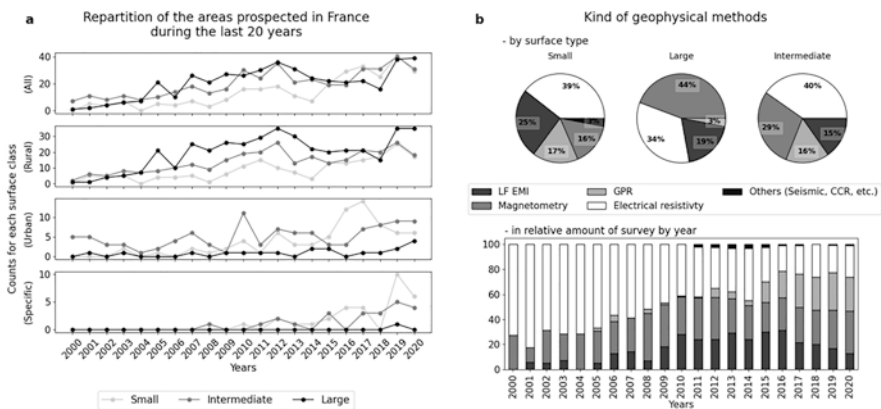 a
Repartition of the areas prospected in France
during the last 20 years
Counts for each surface class
(All)
40
20
0
(Rural)
30
20
10
0
(Urban)
10
5
0
(Specific)
10
5
0
2000 2001 2002 2003 2004 2005 2006 2007 2008 2009 2010 2011 2012 2013 2014 2015 2016 2017 2018 2019 2020
Years
Small Intermediate Large
b
Kind of geophysical methods
- by surface type
Small Large Intermediate
39%
25%
17%
16%
3%
44%
34%
19%
3%
40%
29%
16%
15%
LF EMI GPR Others (Seismic, CCR, etc.)
Magnetometry Electrical resistivty
- in relative amount of survey by year
100
80
60
40
20
0
2000 2001 2002 2003 2004 2005 2006 2007 2008 2009 2010 2011 2012 2013 2014 2015 2016 2017 2018 2019 2020
Years